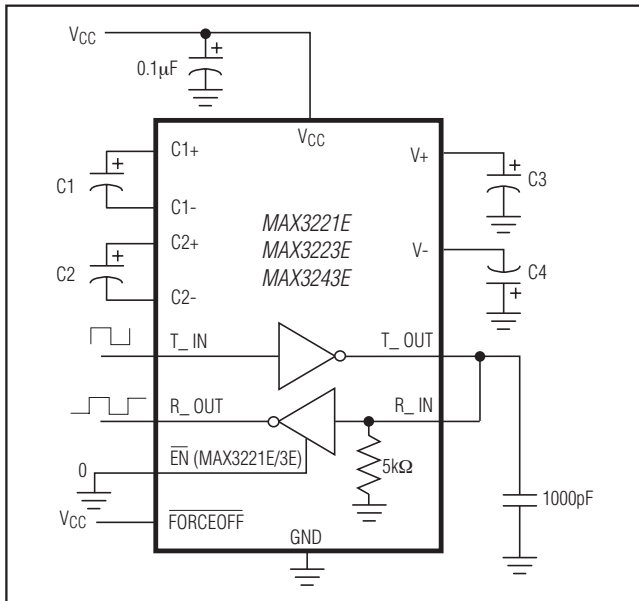 VCC
0.1µF
VCC
C1+
V+
C1
C3
C1-
MAX3221E
C2+
MAX3223E
V-
C2
MAX3243E
C4
C2-
T_ IN
T_ OUT
R_ OUT
R_ IN
0
EN (MAX3221E/3E)
5kΩ
1000pF
VCC
FORCEOFF
GND